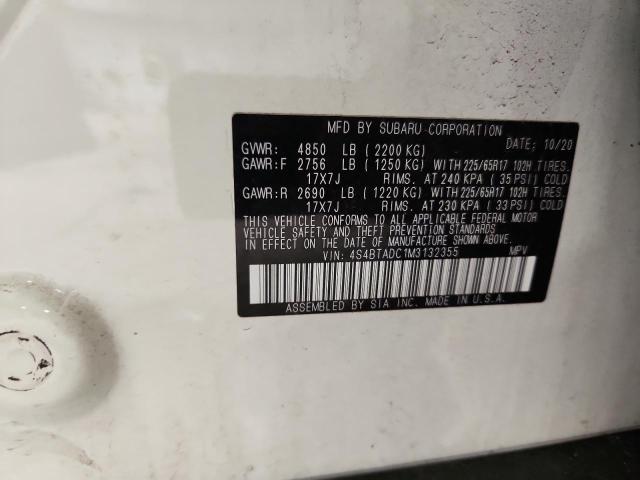 MFD BY SUBARU CORPORATION
DATE: 10/20
GVWR: 4850 LB (2200 KG)
GAWR:F 2756 LB (1250 KG) WITH 225/65R17 102H TIRES.
17X7J RIMS. AT 240 KPA (35 PSI) COLD
GAWR:R 2690 LB (1220 KG) WITH 225/65R17 102H TIRES.
17X7J RIMS. AT 230 KPA (33 PSI) COLD
THIS VEHICLE CONFORMS TO ALL APPLICABLE FEDERAL MOTOR
VEHICLE SAFETY AND THEFT PREVENTION STANDARDS
IN EFFECT ON THE DATE OF MANUFACTURE SHOWN ABOVE.
VIN: 4S4BTADC1M3132355 MPV
ASSEMBLED BY SIA INC. MADE IN U.S.A.